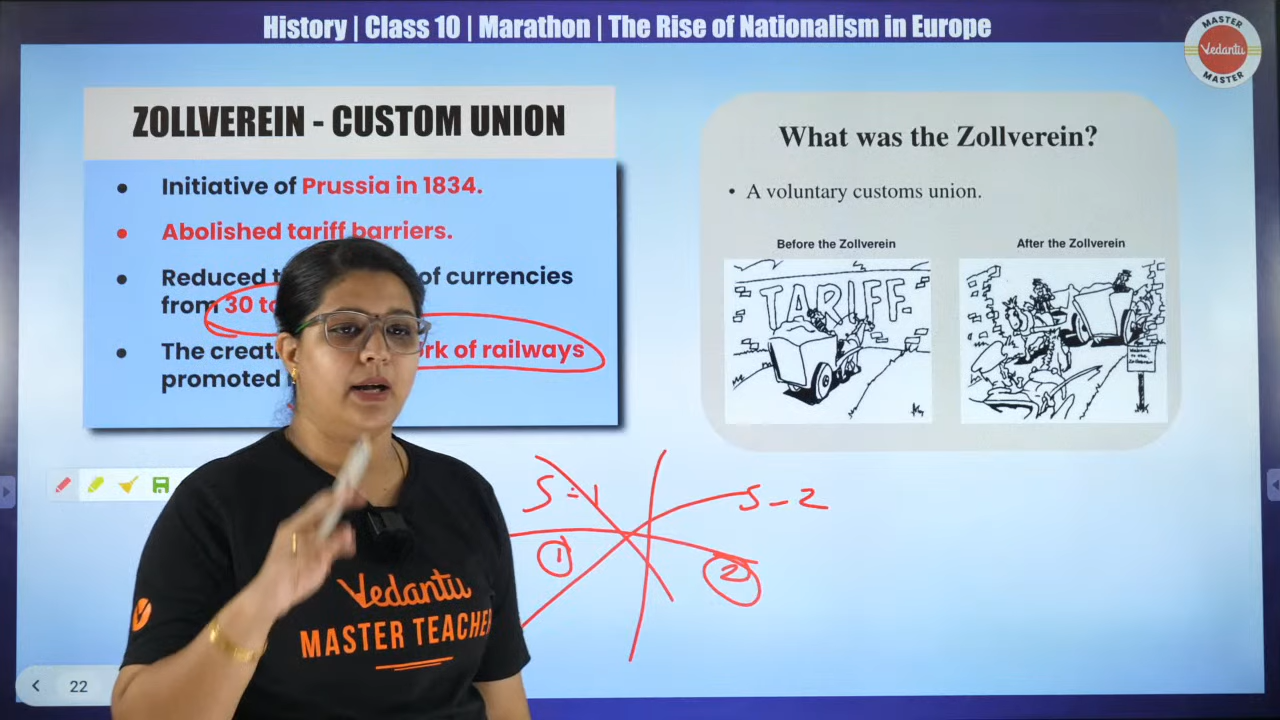 History | Class 10 | Marathon | The Rise of Nationalism in Europe
MASTER
Vedantu
MASTER
ZOLLVEREIN - CUSTOM UNION
Initiative of Prussia in 1834.
Abolished tariff barriers.
Reduced of currencies
from 30
The of railways
promoted
What was the Zollverein?
• A voluntary customs union.
Before the Zollverein
After the Zollverein
TARIFF
S-1
S-2
1
2
Vedantu
MASTER TEACHER
22